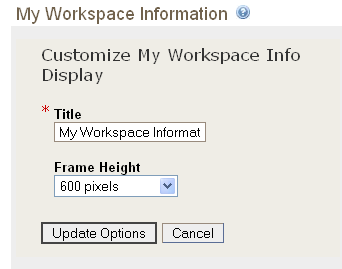 My Workspace Information ?
Customize My Workspace Info
Display
* Title
My Workspace Informat
Frame Height
600 pixels
Update Options Cancel